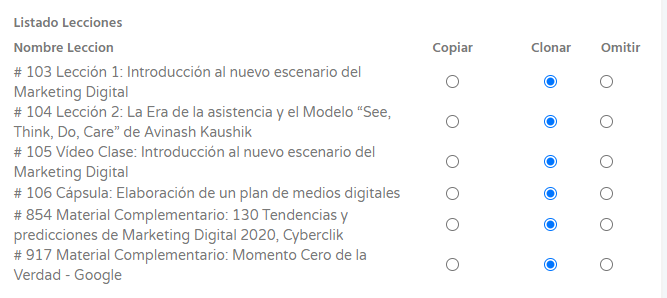 Listado Lecciones
Nombre Leccion Copiar Clonar Omitir
# 103 Lección 1: Introducción al nuevo escenario del
Marketing Digital
# 104 Lección 2: La Era de la asistencia y el Modelo “See,
Think, Do, Care” de Avinash Kaushik
# 105 Video Clase: Introducción al nuevo escenario del
Marketing Digital
# 106 Cápsula: Elaboración de un plan de medios digitales
# 854 Material Complementario: 130 Tendencias y
predicciones de Marketing Digital 2020, Cyberclik
# 917 Material Complementario: Momento Cero de la
Verdad - Google